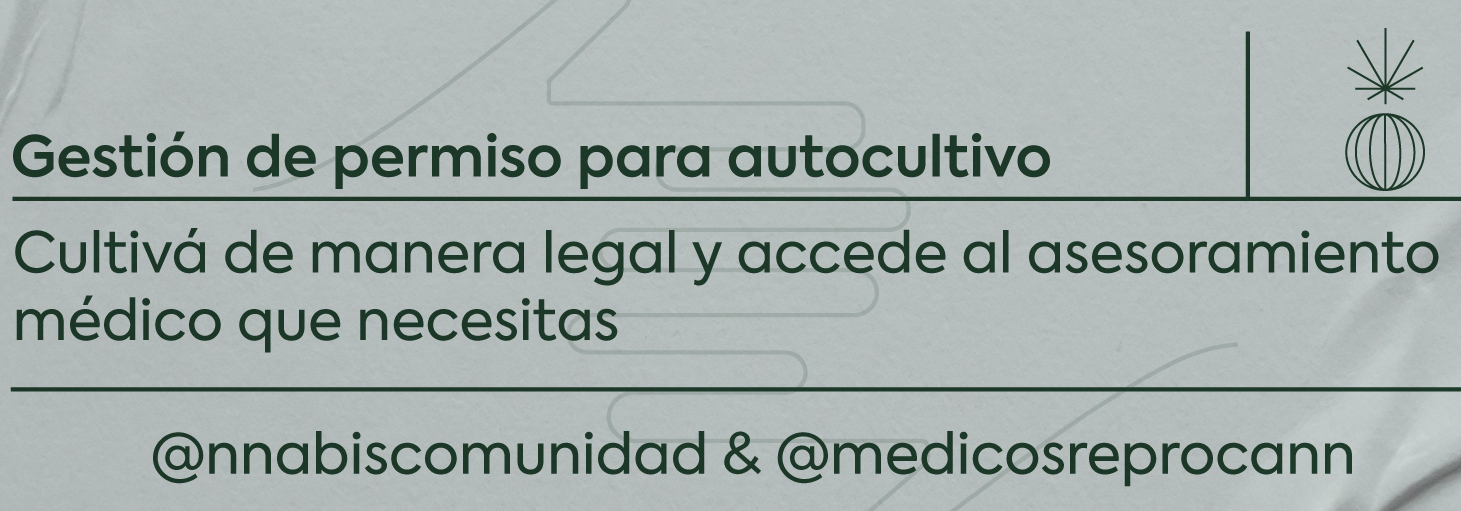 Gestión de permiso para autocultivo
Cultivá de manera legal y accede al asesoramiento
médico que necesitas
@nnabiscomunidad & @medicosreprocann